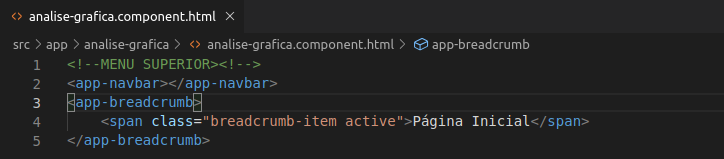 analise-grafica.component.html
src > app > analise-grafica > analise-grafica.component.html > app-breadcrumb
1 <!--MENU SUPERIOR><!-->
2 <app-navbar></app-navbar>
3 <app-breadcrumb>
4 <span class="breadcrumb-item active">Página Inicial</span>
5 </app-breadcrumb>